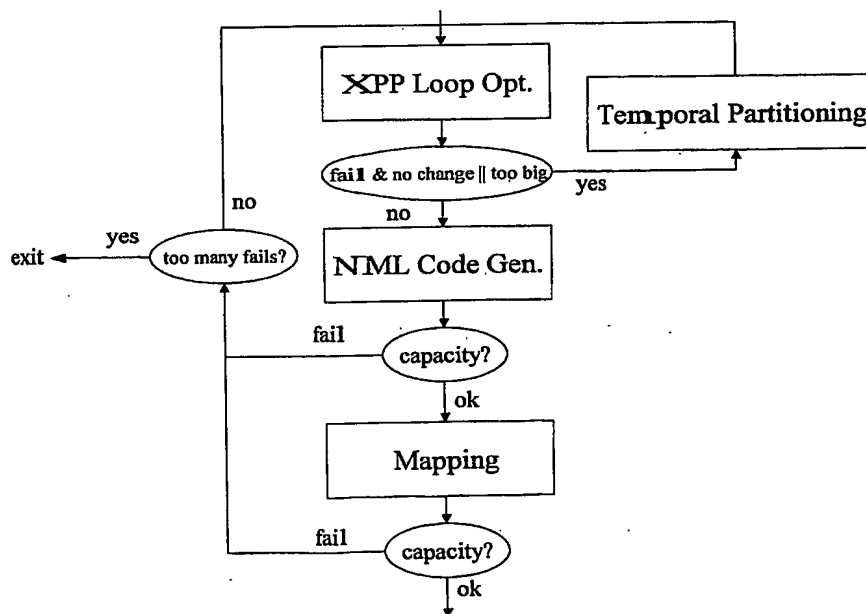 XPP Loop Opt.
Temporal Partitioning
fail & no change || too big
yes
no
no
yes
exit
too many fails?
NML Code Gen.
fail
capacity?
ok
Mapping
fail
capacity?
ok